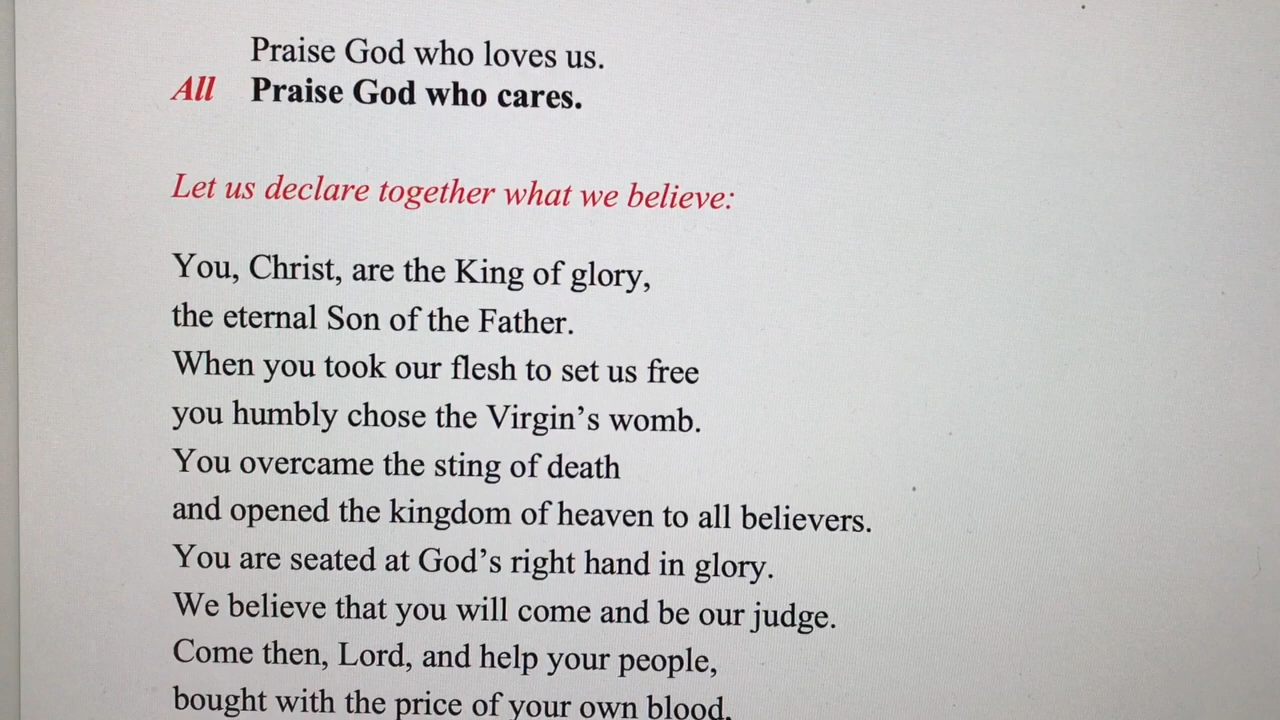 Praise God who loves us.
All Praise God who cares.
Let us declare together what we believe:
You, Christ, are the King of glory,
the eternal Son of the Father.
When you took our flesh to set us free
you humbly chose the Virgin’s womb.
You overcame the sting of death
and opened the kingdom of heaven to all believers.
You are seated at God’s right hand in glory.
We believe that you will come and be our judge.
Come then, Lord, and help your people,
bought with the price of your own blood,